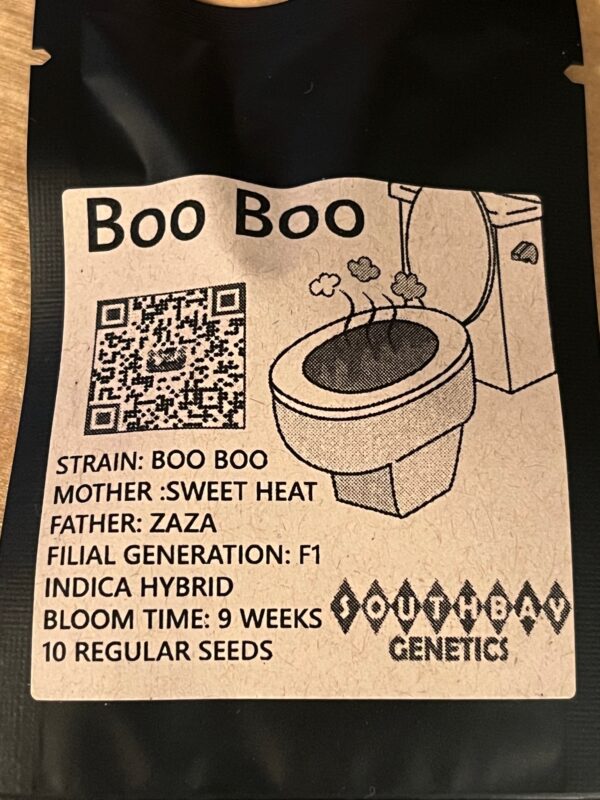 Boo Boo
STRAIN: BOO BOO
MOTHER :SWEET HEAT
FATHER: ZAZA
FILIAL GENERATION: F1
INDICA HYBRID
BLOOM TIME: 9 WEEKS
10 REGULAR SEEDS
SOUTHBAY
GENETICS